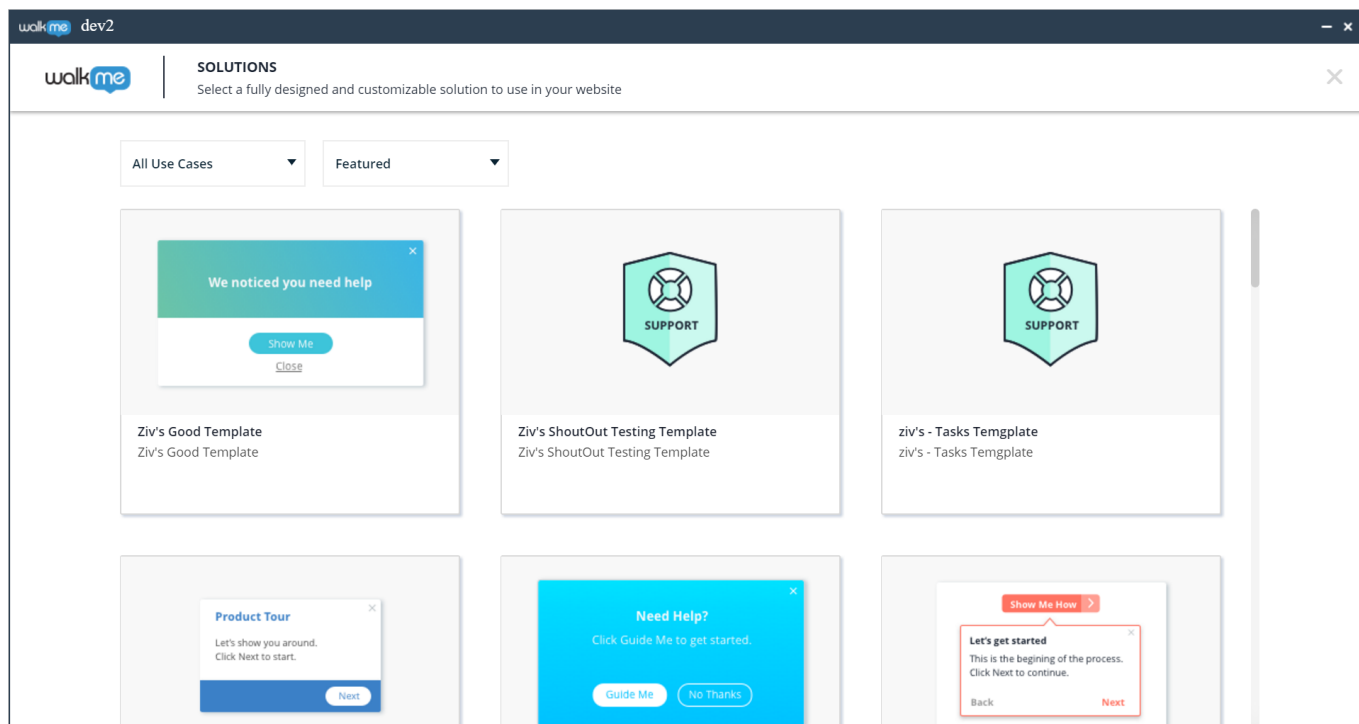 walkme dev2
walkme
SOLUTIONS
Select a fully designed and customizable solution to use in your website
All Use Cases
Featured
We noticed you need help
Show Me
Close
Ziv's Good Template
Ziv's Good Template
SUPPORT
Ziv's ShoutOut Testing Template
Ziv's ShoutOut Testing Template
SUPPORT
ziv's - Tasks Temgplate
ziv's - Tasks Temgplate
Product Tour
Let's show you around.
Click Next to start.
Next
Need Help?
Click Guide Me to get started.
Guide Me
No Thanks
Show Me How
Let's get started
This is the begining of the process.
Click Next to continue.
Back
Next